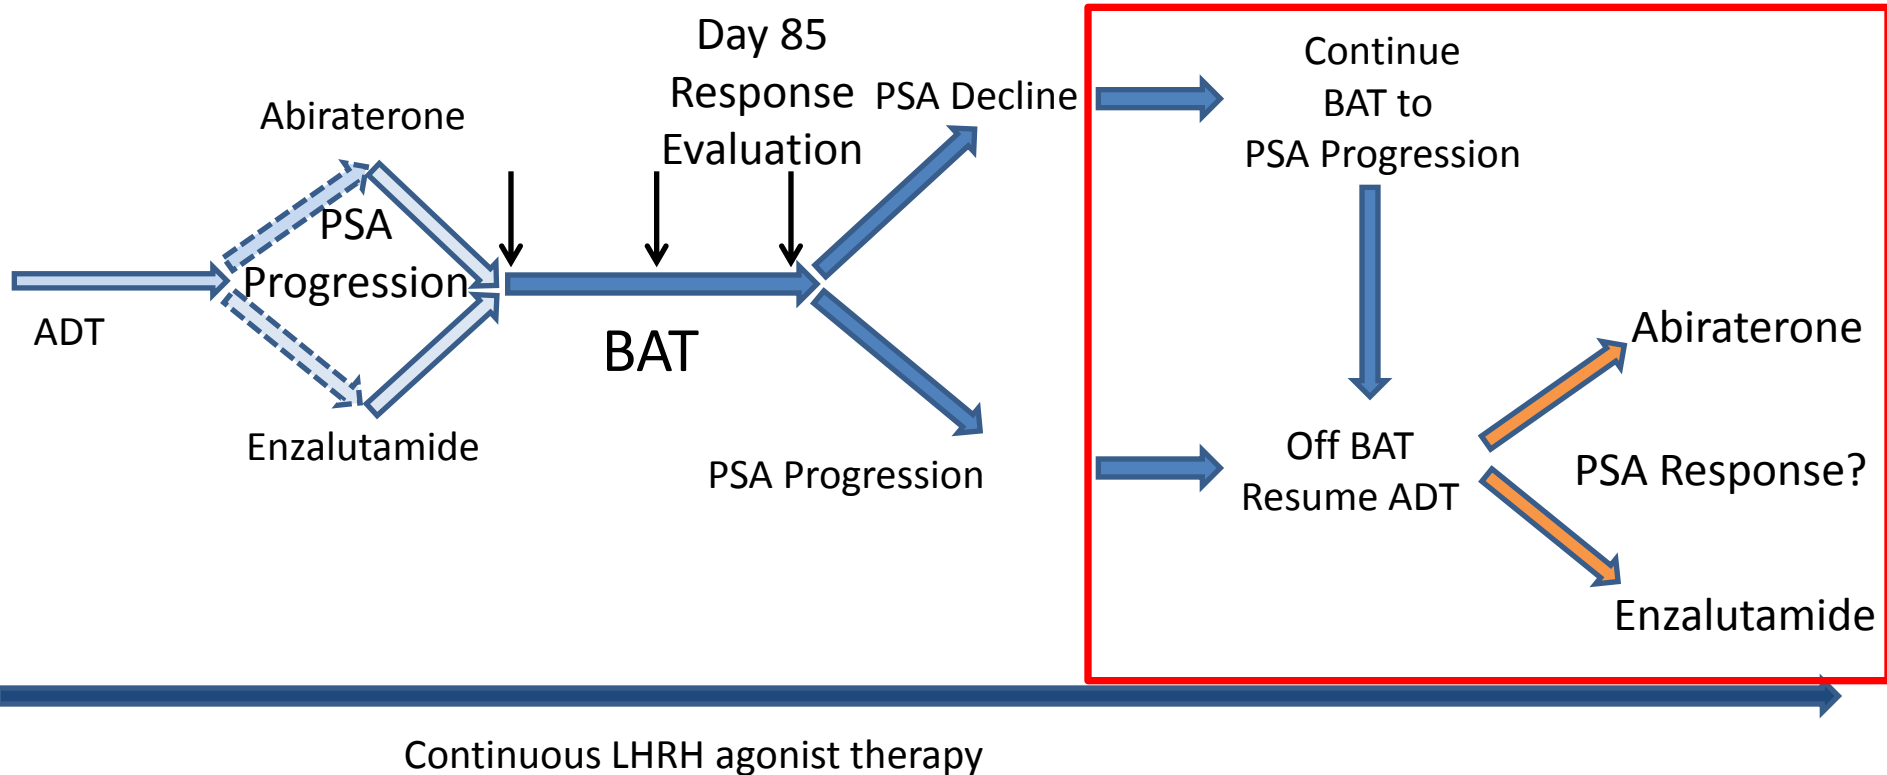 ADT
Abiraterone
PSA
Progression
Enzalutamide
Day 85
Response
Evaluation
BAT
PSA Decline
PSA Progression
Continue
BAT to
PSA Progression
Off BAT
Resume ADT
Abiraterone
PSA Response?
Enzalutamide
Continuous LHRH agonist therapy